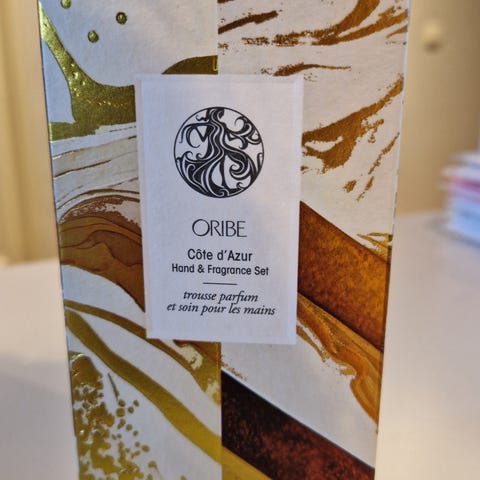 ORIBE
Côte d'Azur
Hand & Fragrance Set
trousse parfum
et soin pour les mains